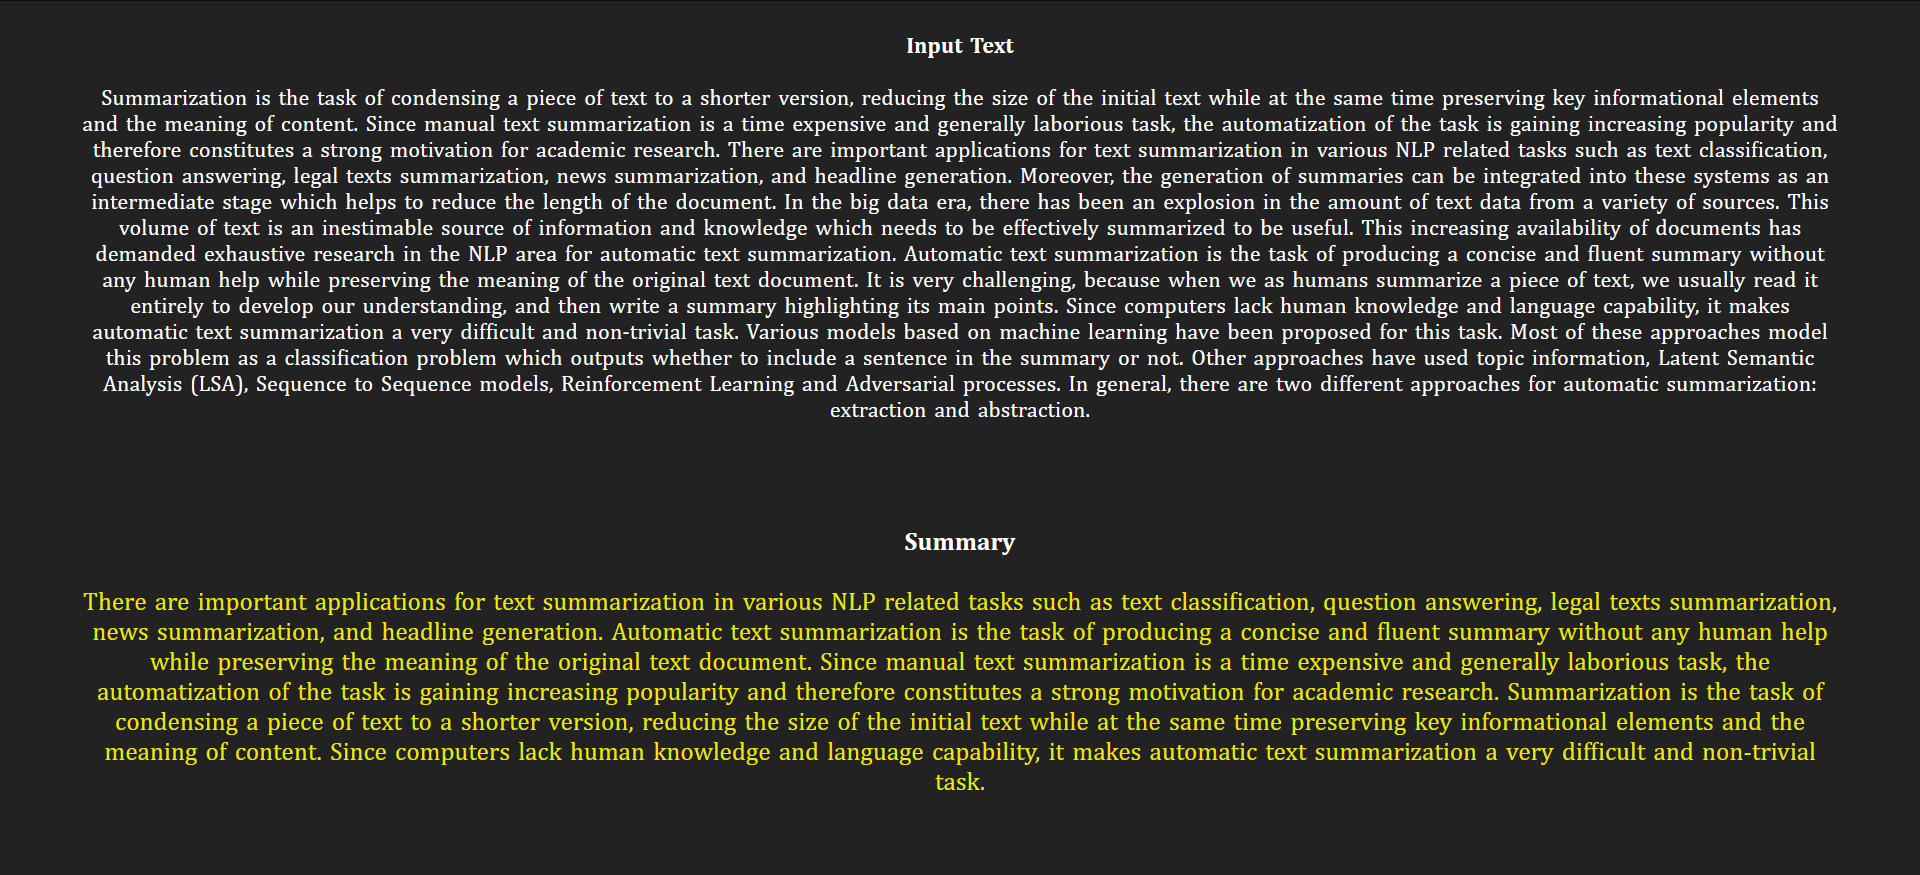 Input Text
Summarization is the task of condensing a piece of text to a shorter version, reducing the size of the initial text while at the same time preserving key informational elements
and the meaning of content. Since manual text summarization is a time expensive and generally laborious task, the automatization of the task is gaining increasing popularity and
therefore constitutes a strong motivation for academic research. There are important applications for text summarization in various NLP related tasks such as text classification,
question answering, legal texts summarization, news summarization, and headline generation. Moreover, the generation of summaries can be integrated into these systems as an
intermediate stage which helps to reduce the length of the document. In the big data era, there has been an explosion in the amount of text data from a variety of sources. This
volume of text is an inestimable source of information and knowledge which needs to be effectively summarized to be useful. This increasing availability of documents has
demanded exhaustive research in the NLP area for automatic text summarization. Automatic text summarization is the task of producing a concise and fluent summary without
any human help while preserving the meaning of the original text document. It is very challenging, because when we as humans summarize a piece of text, we usually read it
entirely to develop our understanding, and then write a summary highlighting its main points. Since computers lack human knowledge and language capability, it makes
automatic text summarization a very difficult and non-trivial task. Various models based on machine learning have been proposed for this task. Most of these approaches model
this problem as a classification problem which outputs whether to include a sentence in the summary or not. Other approaches have used topic information, Latent Semantic
Analysis (LSA), Sequence to Sequence models, Reinforcement Learning and Adversarial processes. In general, there are two different approaches for automatic summarization:
extraction and abstraction.
Summary
There are important applications for text summarization in various NLP related tasks such as text classification, question answering, legal texts summarization,
news summarization, and headline generation. Automatic text summarization is the task of producing a concise and fluent summary without any human help
while preserving the meaning of the original text document. Since manual text summarization is a time expensive and generally laborious task, the
automatization of the task is gaining increasing popularity and therefore constitutes a strong motivation for academic research. Summarization is the task of
condensing a piece of text to a shorter version, reducing the size of the initial text while at the same time preserving key informational elements and the
meaning of content. Since computers lack human knowledge and language capability, it makes automatic text summarization a very difficult and non-trivial
task.